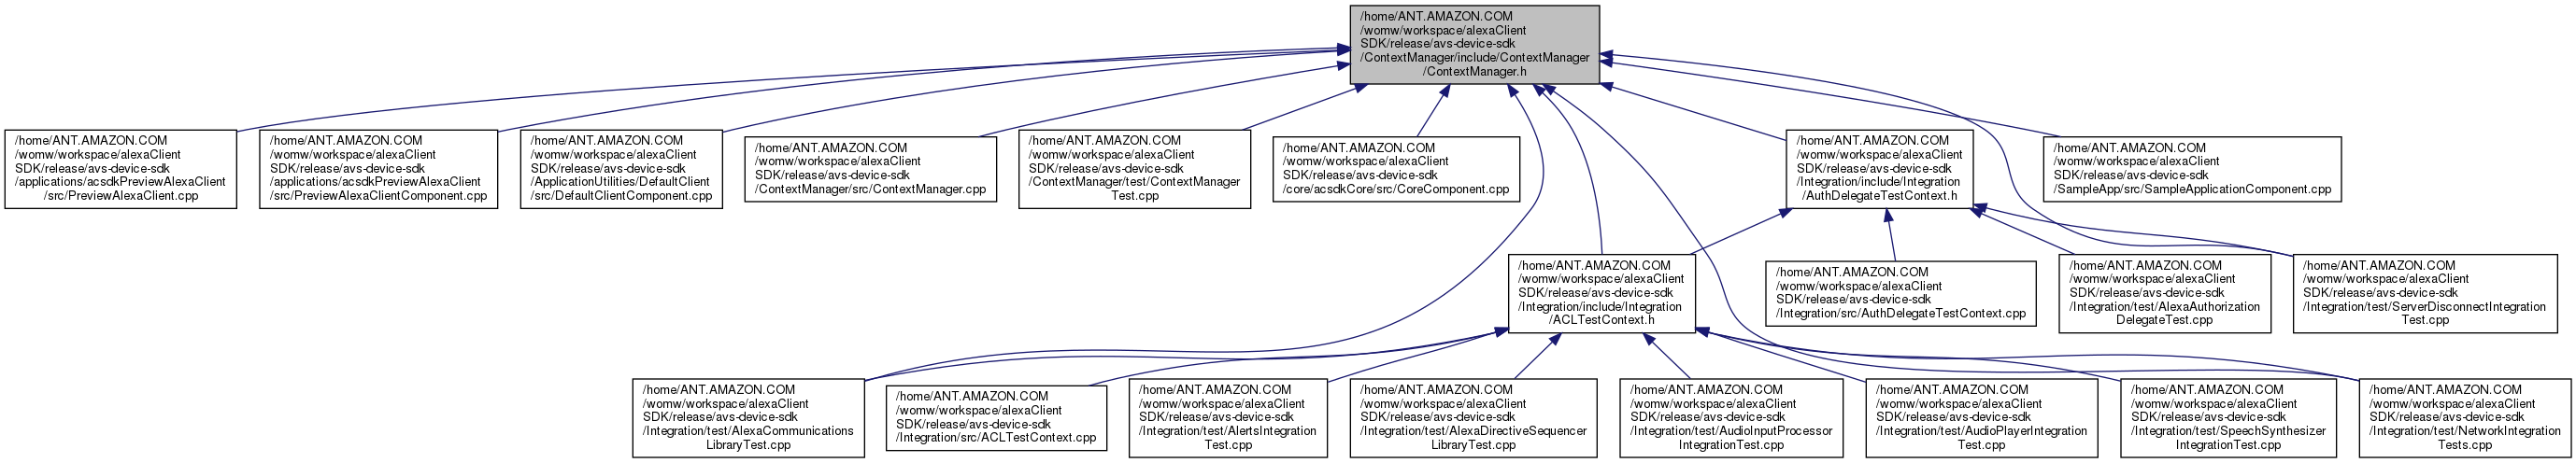 /home/ANT.AMAZON.COM
/womw/workspace/alexaClient
SDK/release/avs-device-sdk
/ContextManager/include/ContextManager
/ContextManager.h
/home/ANT.AMAZON.COM
/womw/workspace/alexaClient
SDK/release/avs-device-sdk
/applications/acsdkPreviewAlexaClient
/src/PreviewAlexaClient.cpp
/home/ANT.AMAZON.COM
/womw/workspace/alexaClient
SDK/release/avs-device-sdk
/applications/acsdkPreviewAlexaClient
/src/PreviewAlexaClientComponent.cpp
/home/ANT.AMAZON.COM
/womw/workspace/alexaClient
SDK/release/avs-device-sdk
/ApplicationUtilities/DefaultClient
/src/DefaultClientComponent.cpp
/home/ANT.AMAZON.COM
/womw/workspace/alexaClient
SDK/release/avs-device-sdk
/ContextManager/src/ContextManager.cpp
/home/ANT.AMAZON.COM
/womw/workspace/alexaClient
SDK/release/avs-device-sdk
/ContextManager/test/ContextManager
Test.cpp
/home/ANT.AMAZON.COM
/womw/workspace/alexaClient
SDK/release/avs-device-sdk
/core/acsdkCore/src/CoreComponent.cpp
/home/ANT.AMAZON.COM
/womw/workspace/alexaClient
SDK/release/avs-device-sdk
/Integration/include/Integration
/AuthDelegateTestContext.h
/home/ANT.AMAZON.COM
/womw/workspace/alexaClient
SDK/release/avs-device-sdk
/SampleApp/src/SampleApplicationComponent.cpp
/home/ANT.AMAZON.COM
/womw/workspace/alexaClient
SDK/release/avs-device-sdk
/Integration/include/Integration
/ACLTestContext.h
/home/ANT.AMAZON.COM
/womw/workspace/alexaClient
SDK/release/avs-device-sdk
/Integration/src/AuthDelegateTestContext.cpp
/home/ANT.AMAZON.COM
/womw/workspace/alexaClient
SDK/release/avs-device-sdk
/Integration/test/AlexaAuthorization
DelegateTest.cpp
/home/ANT.AMAZON.COM
/womw/workspace/alexaClient
SDK/release/avs-device-sdk
/Integration/test/ServerDisconnectIntegration
Test.cpp
/home/ANT.AMAZON.COM
/womw/workspace/alexaClient
SDK/release/avs-device-sdk
/Integration/test/AlexaCommunications
LibraryTest.cpp
/home/ANT.AMAZON.COM
/womw/workspace/alexaClient
SDK/release/avs-device-sdk
/Integration/src/ACLTestContext.cpp
/home/ANT.AMAZON.COM
/womw/workspace/alexaClient
SDK/release/avs-device-sdk
/Integration/test/AlertsIntegration
Test.cpp
/home/ANT.AMAZON.COM
/womw/workspace/alexaClient
SDK/release/avs-device-sdk
/Integration/test/AlexaDirectiveSequencer
LibraryTest.cpp
/home/ANT.AMAZON.COM
/womw/workspace/alexaClient
SDK/release/avs-device-sdk
/Integration/test/AudioInputProcessor
IntegrationTest.cpp
/home/ANT.AMAZON.COM
/womw/workspace/alexaClient
SDK/release/avs-device-sdk
/Integration/test/AudioPlayerIntegration
Test.cpp
/home/ANT.AMAZON.COM
/womw/workspace/alexaClient
SDK/release/avs-device-sdk
/Integration/test/SpeechSynthesizer
IntegrationTest.cpp
/home/ANT.AMAZON.COM
/womw/workspace/alexaClient
SDK/release/avs-device-sdk
/Integration/test/NetworkIntegration
Tests.cpp